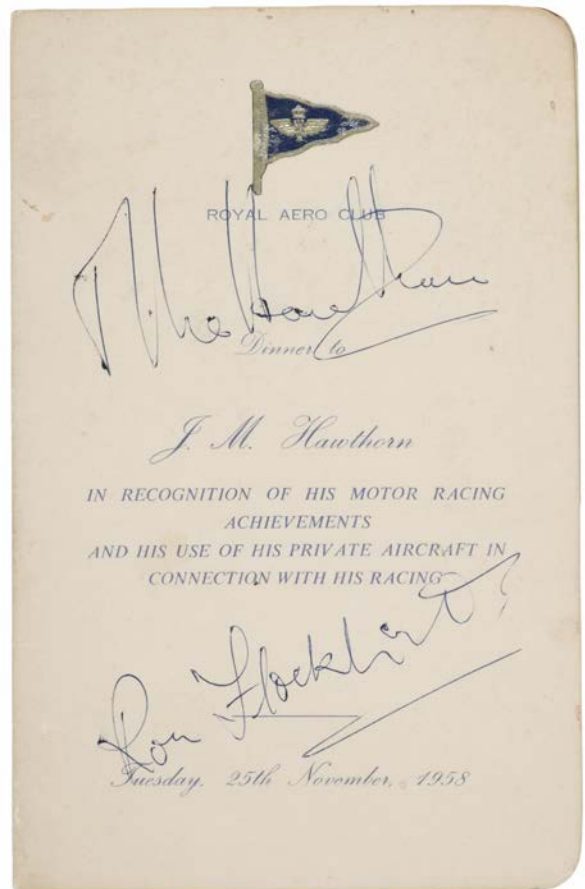 ROYAL AERO CLUB
Mike Hawthorn
Dinner to
J. M. Hawthorn
IN RECOGNITION OF HIS MOTOR RACING
ACHIEVEMENTS
AND HIS USE OF HIS PRIVATE AIRCRAFT IN
CONNECTION WITH HIS RACING
Ron Flockhart
Tuesday, 25th November, 1958